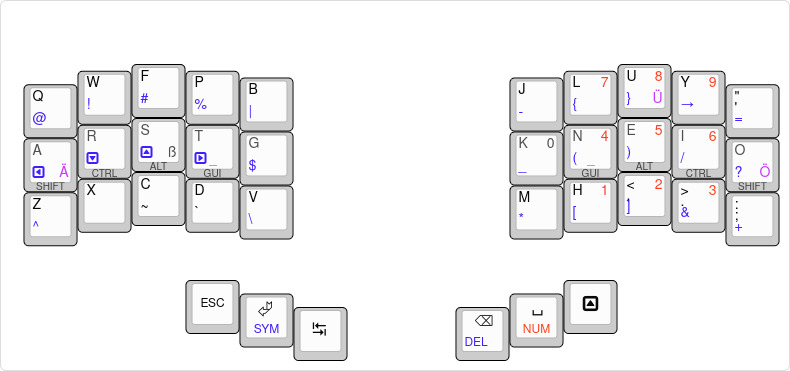 Q
@
W
!
F
#
P
%
B
|
J
-
L 7
{
U 8
} Ü
Y 9
→
"
'
=
A
Ä
SHIFT
R
CTRL
S
ß
ALT
T
_
GUI
G
$
K 0
_
N 4
( _
GUI
E 5
)
ALT
I 6
/
CTRL
O
? Ö
SHIFT
Z
^
X
C
~
D
`
V
\
M
*
H 1
[
< 2
,
]
> 3
.
&
:
;
+
ESC
SYM
DEL
NUM